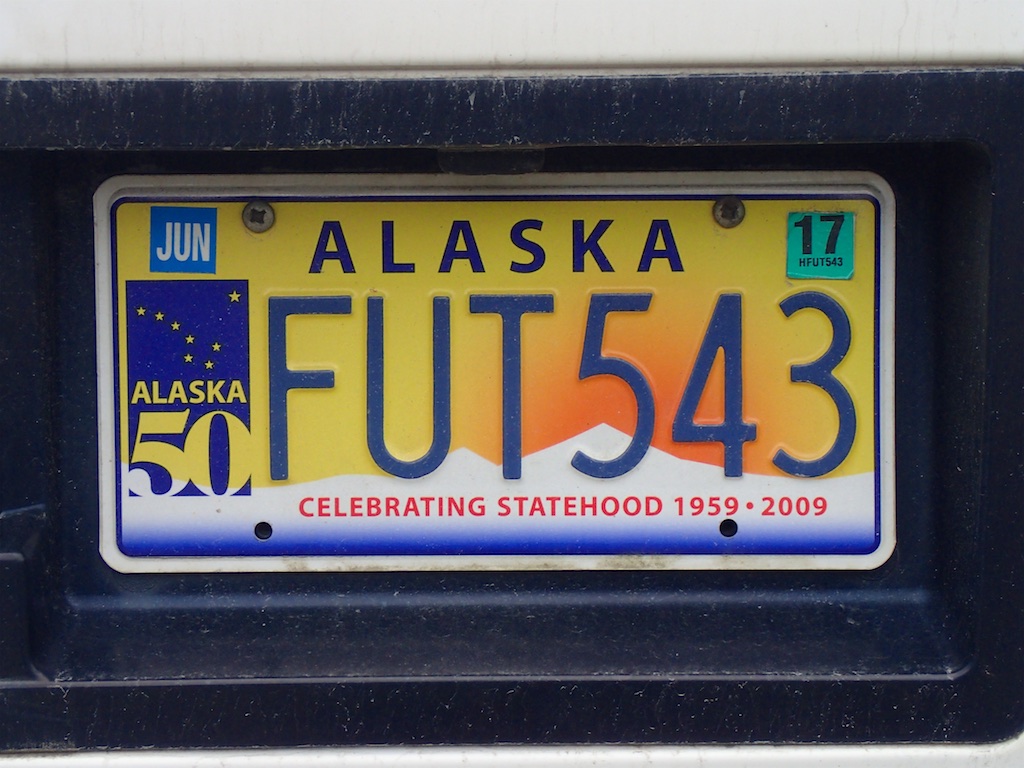 JUN
ALASKA
17
HFUT543
FUT543
ALASKA
50
CELEBRATING STATEHOOD 1959 • 2009